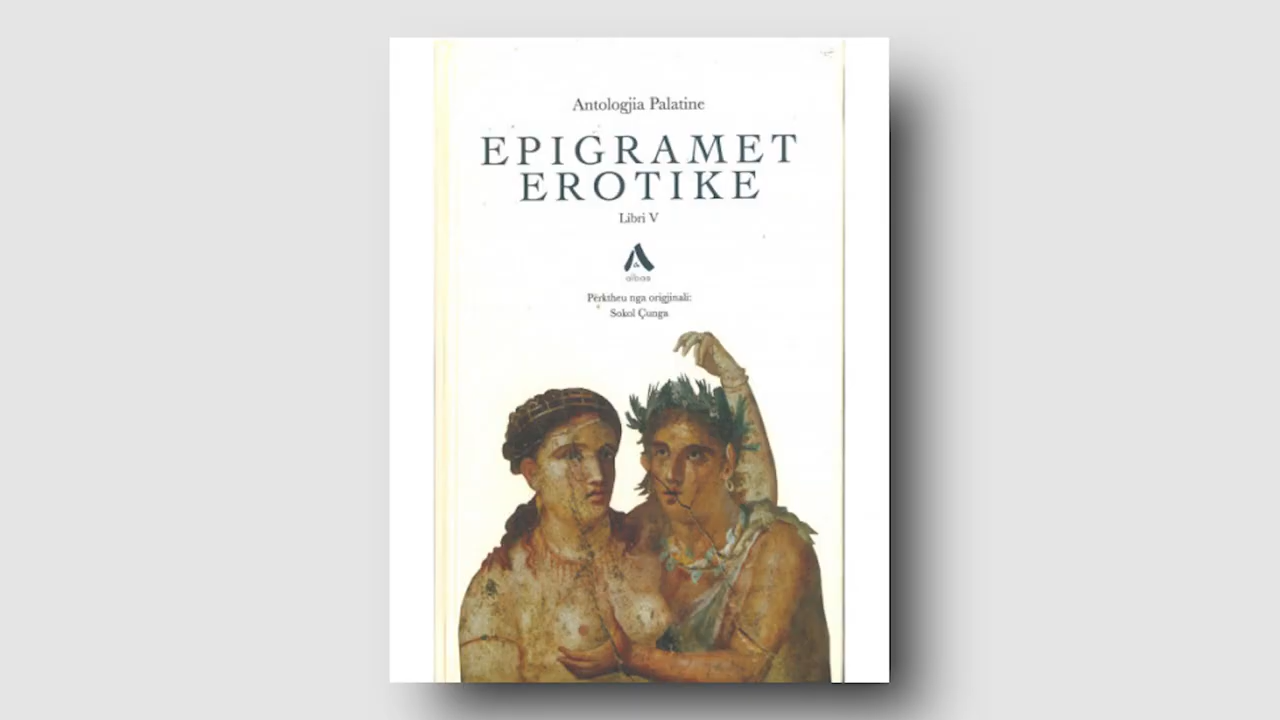 Antologjia Palatine
EPIGRAMET
EROTIKE
Libri V
albas
Përktheu nga origjinali:
Sokol Çunga